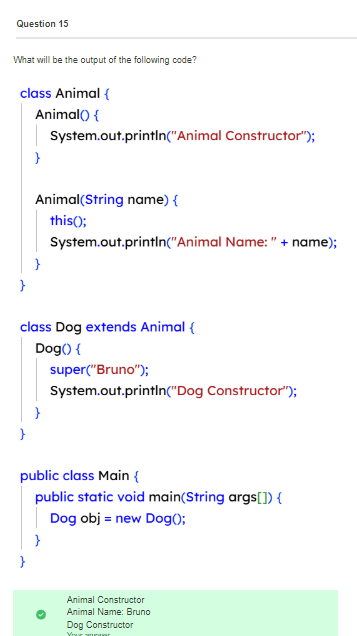 Question 15
What will be the output of the following code?
class Animal {
Animal() {
System.out.println("Animal Constructor");
}
Animal(String name) {
this();
System.out.println("Animal Name: " + name);
}
}
class Dog extends Animal {
Dog() {
super("Bruno");
System.out.println("Dog Constructor");
}
}
public class Main {
public static void main(String args[]) {
Dog obj = new Dog();
}
}
Animal Constructor
Animal Name: Bruno
Dog Constructor
Your answer